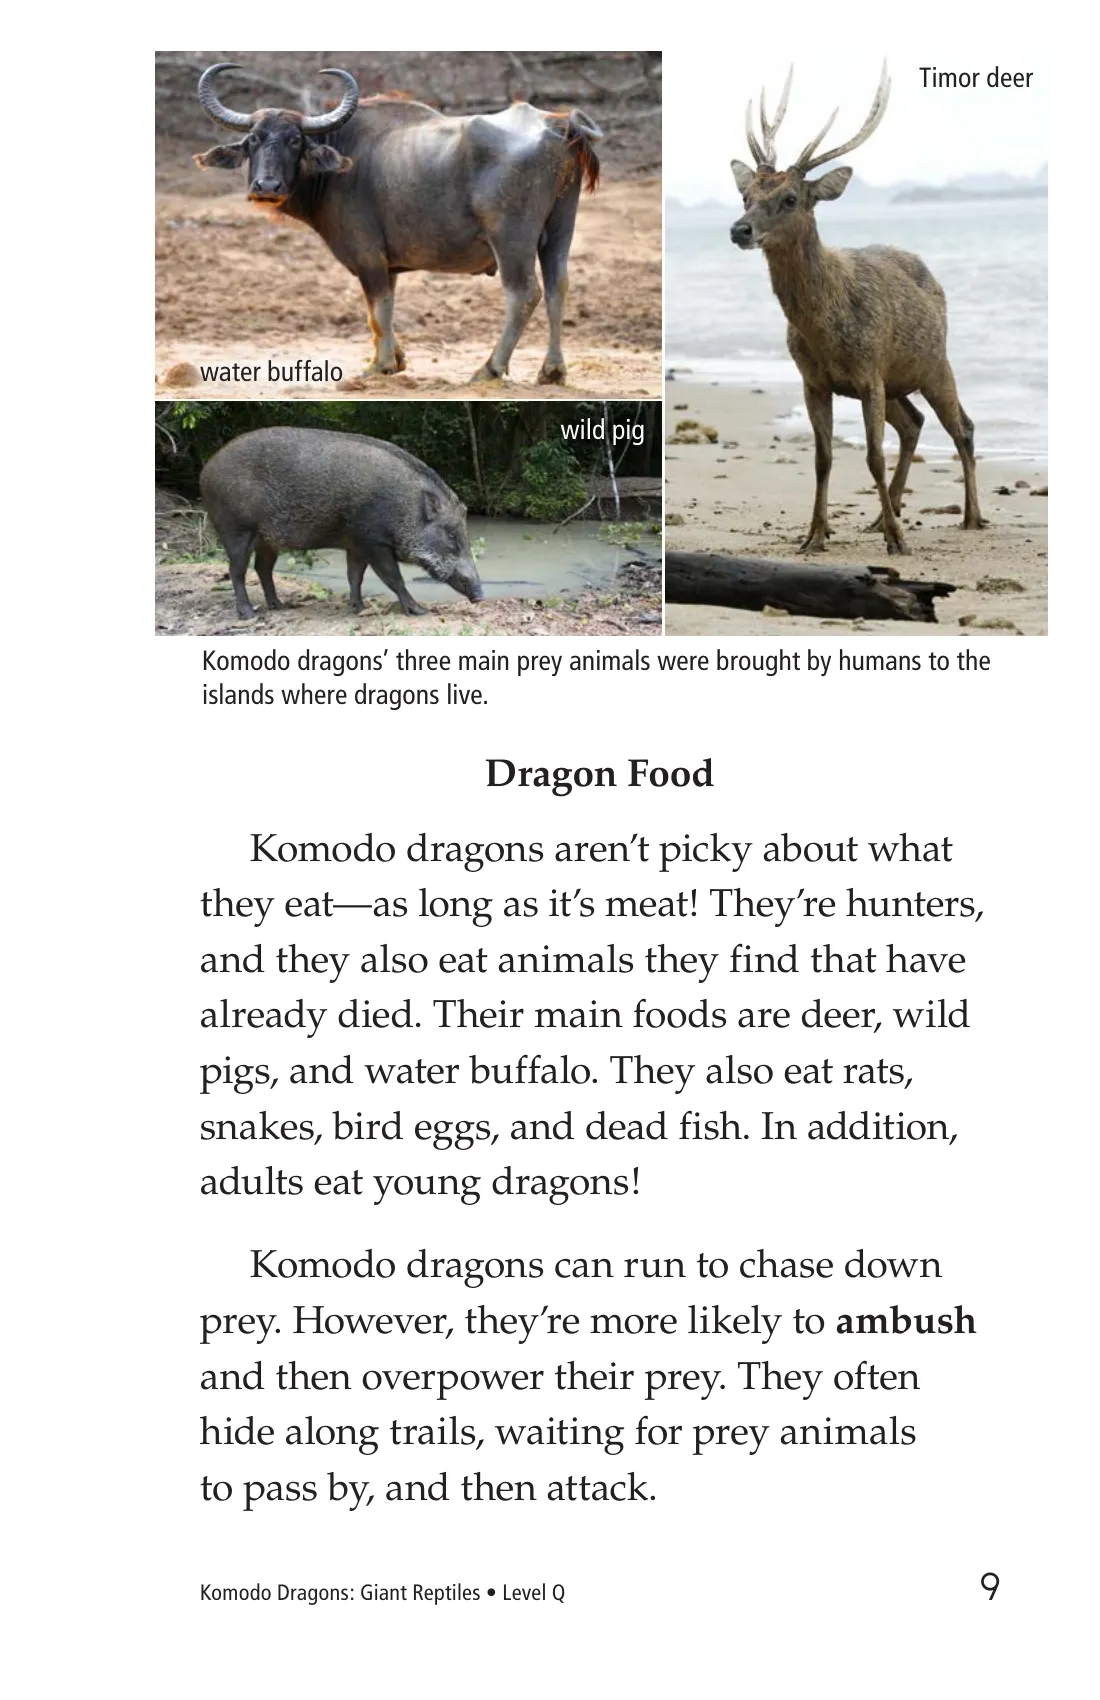 Timor deer
water buffalo
wild pig
Komodo dragons’ three main prey animals were brought by humans to the
islands where dragons live.
Dragon Food
Komodo dragons aren’t picky about what
they eat—as long as it’s meat! They’re hunters,
and they also eat animals they find that have
already died. Their main foods are deer, wild
pigs, and water buffalo. They also eat rats,
snakes, bird eggs, and dead fish. In addition,
adults eat young dragons!
Komodo dragons can run to chase down
prey. However, they’re more likely to ambush
and then overpower their prey. They often
hide along trails, waiting for prey animals
to pass by, and then attack.
Komodo Dragons: Giant Reptiles • Level Q
9